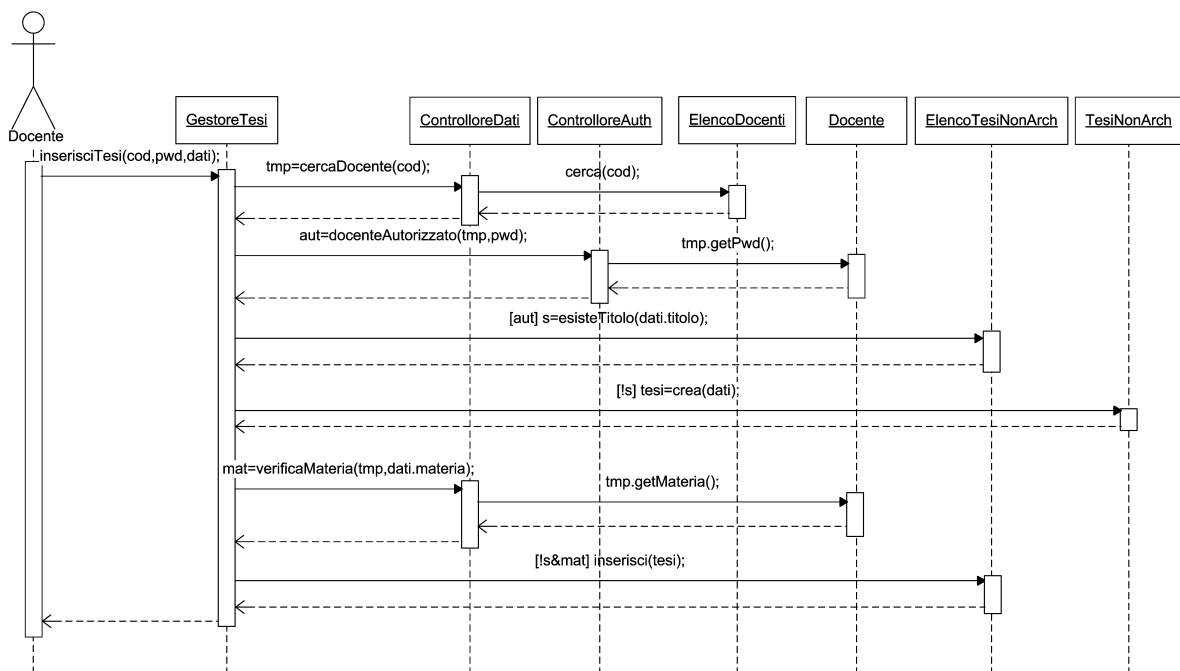 GestoreTesi
ControlloreDati
ControlloreAuth
ElencoDocenti
Docente
ElencoTesiNonArch
TesiNonArch
Docente
inserisciTesi(cod,pwd,dati);
tmp=cercaDocente(cod);
cerca(cod);
aut=docenteAutorizzato(tmp,pwd);
tmp.getPwd();
[aut] s=esisteTitolo(dati.titolo);
[!s] tesi=crea(dati);
mat=verificaMateria(tmp,dati.materia);
tmp.getMateria();
[!s&mat] inserisci(tesi);